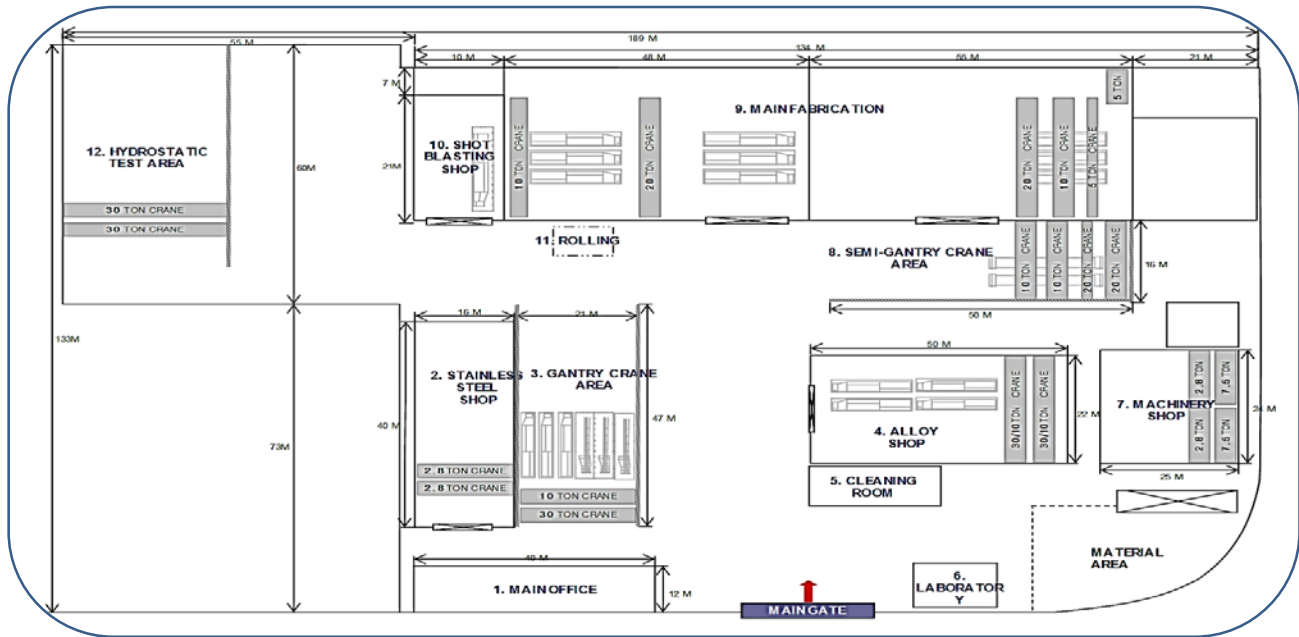 189 M
55 M
134 M
10 M
48 M
55 M
21 M
7 M
21M
60M
133M
73M
12. HYDROSTATIC
TEST AREA
30 TON CRANE
30 TON CRANE
10. SHOT
BLASTING
SHOP
9. MAIN FABRICATION
10 TON CRANE
20 TON CRANE
20 TON CRANE
10 TON CRANE
5 TON CRANE
5 TON
11. ROLLING
8. SEMI-GANTRY CRANE
AREA
10 TON CRANE
10 TON CRANE
20 TON CRANE
20 TON CRANE
16 M
50 M
16 M
21 M
2. STAINLESS
STEEL
SHOP
3. GANTRY CRANE
AREA
40 M
47 M
2.8 TON CRANE
2.8 TON CRANE
10 TON CRANE
30 TON CRANE
50 M
4. ALLOY
SHOP
30/10 TON CRANE
30/10 TON CRANE
22 M
7. MACHINERY
SHOP
2.8 TON
7.5 TON
2.8 TON
7.5 TON
24 M
25 M
5. CLEANING
ROOM
MATERIAL
AREA
6.
LABORATOR
Y
40 M
1. MAIN OFFICE
12 M
MAIN GATE